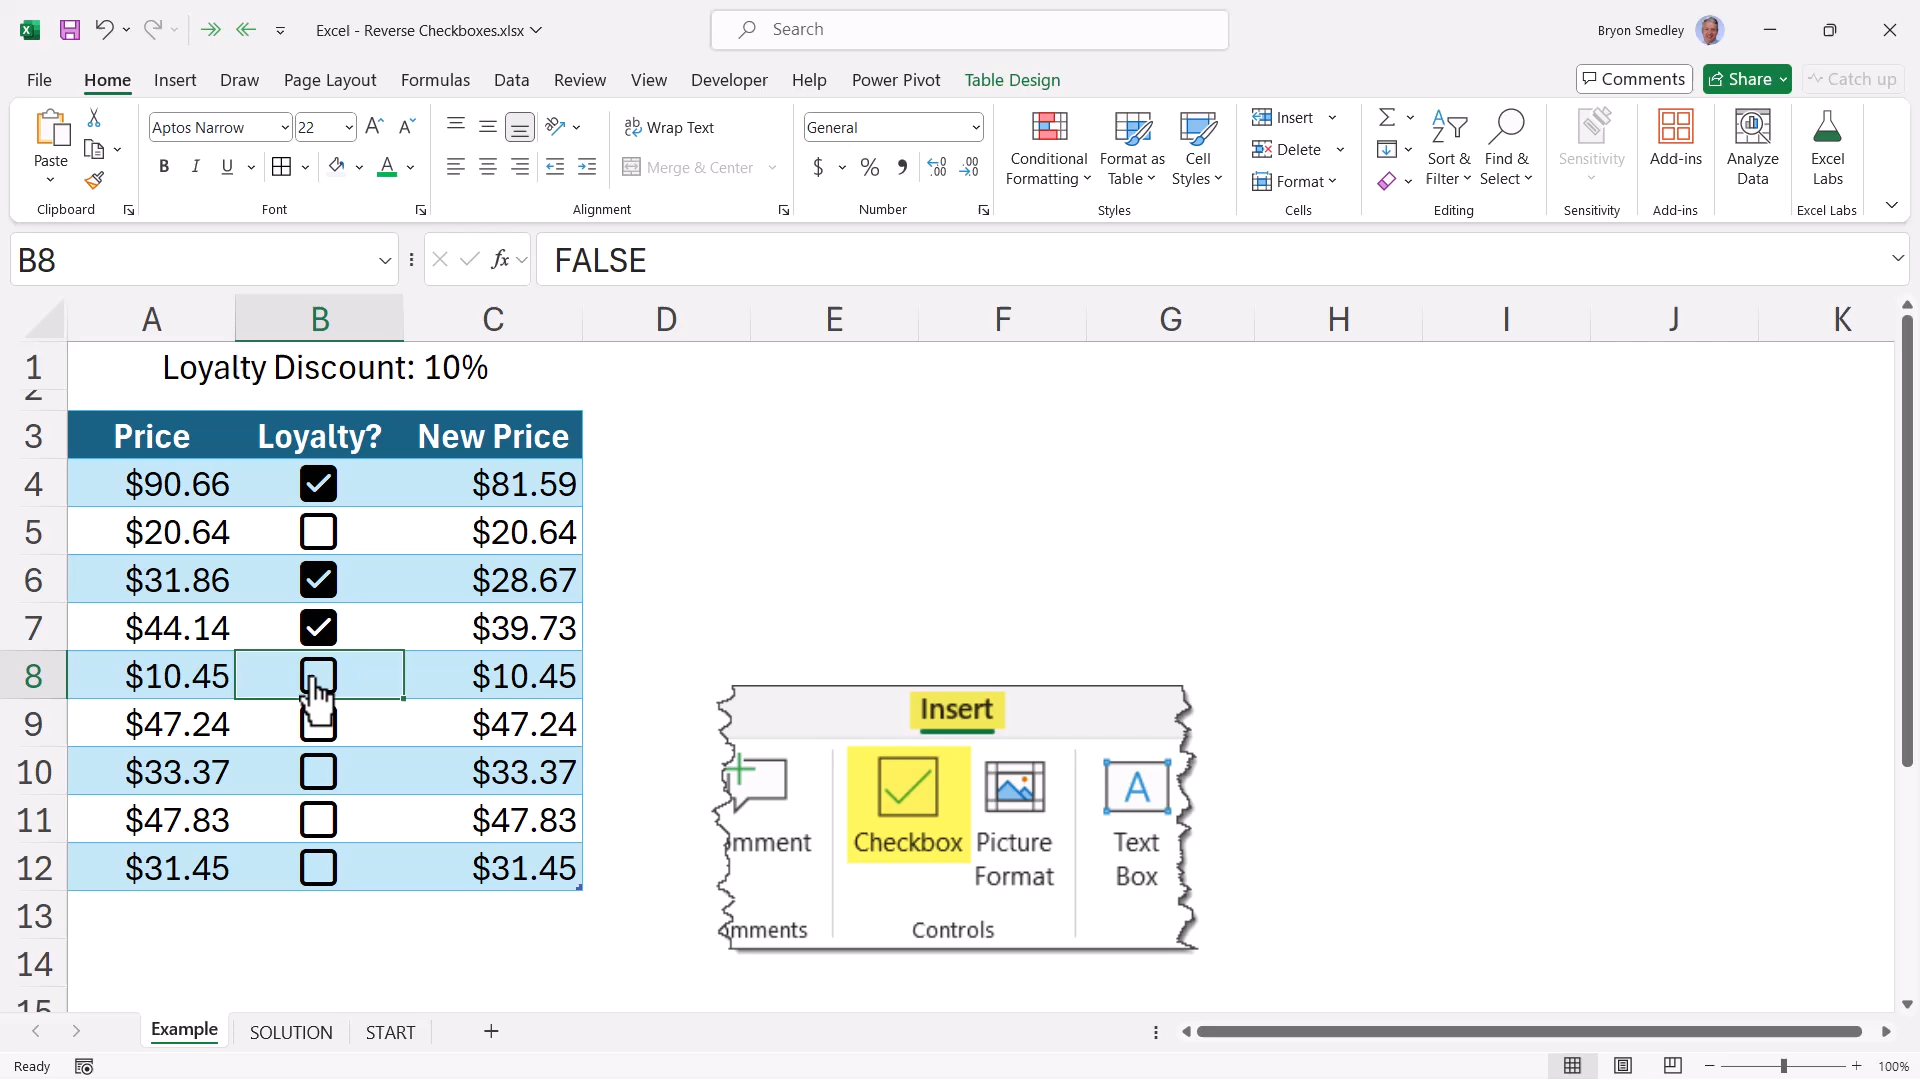 Excel - Reverse Checkboxes.xlsx
Search
Bryon Smedley
File Home Insert Draw Page Layout Formulas Data Review View Developer Help Power Pivot Table Design
Comments Share Catch up
Paste
Clipboard
Aptos Narrow 22
B I U
Font
Wrap Text
Merge & Center
Alignment
General
$ %
Number
Conditional Formatting
Format as Table
Cell Styles
Styles
Insert
Delete
Format
Cells
Sort & Filter
Find & Select
Editing
Sensitivity
Sensitivity
Add-ins
Add-ins
Analyze Data
Excel Labs
Excel Labs
B8 fx FALSE
A B C D E F G H I J K
1 Loyalty Discount: 10%
2
3 Price Loyalty? New Price
4 $90.66 $81.59
5 $20.64 $20.64
6 $31.86 $28.67
7 $44.14 $39.73
8 $10.45 $10.45
9 $47.24 $47.24
10 $33.37 $33.37
11 $47.83 $47.83
12 $31.45 $31.45
13
14
15
Insert
mment
Checkbox
Picture Format
Text Box
mments
Controls
Example SOLUTION START
Ready 100%